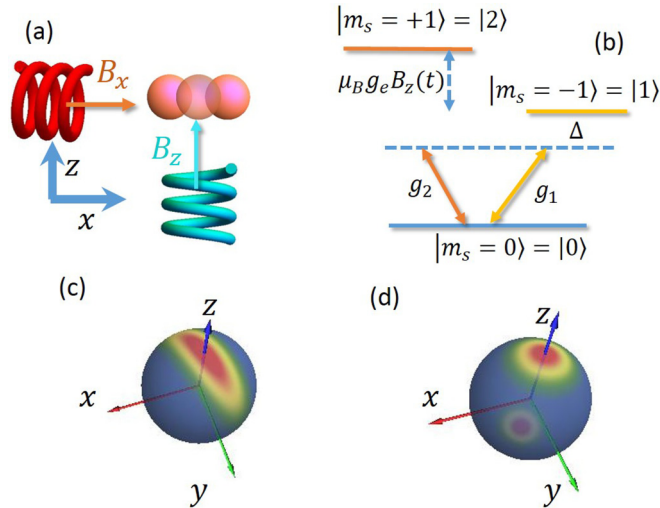 (a)
B_x
z
x
B_z
|m_s = +1⟩ = |2⟩
(b)
μ_B g_e B_z(t)
|m_s = −1⟩ = |1⟩
Δ
g_2
g_1
|m_s = 0⟩ = |0⟩
(c)
z
x
y
(d)
z
x
y